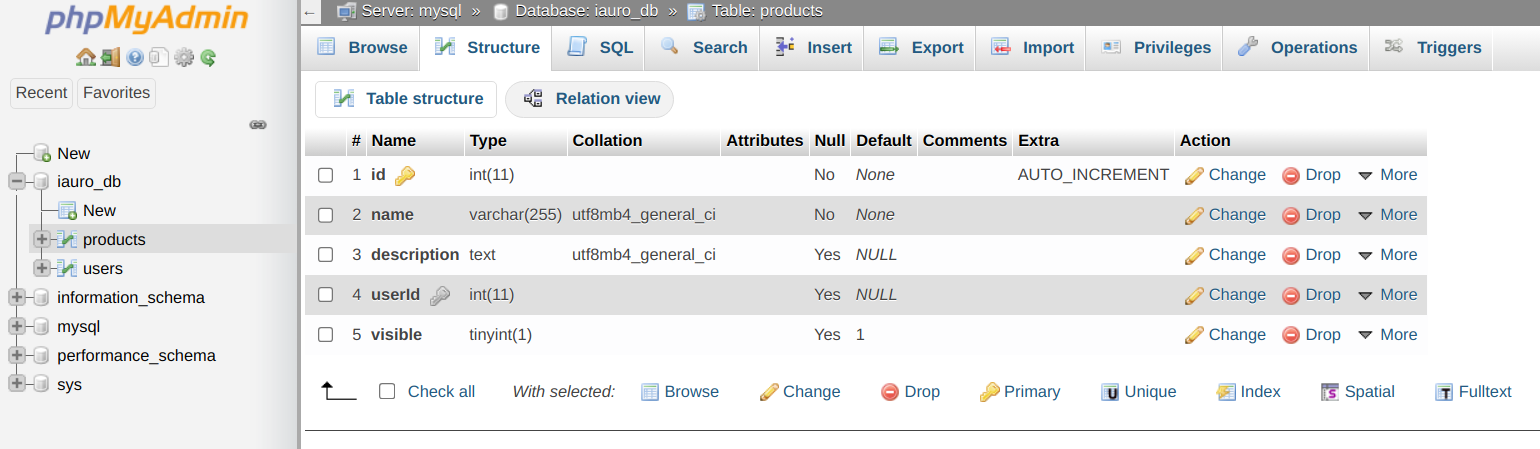 phpMyAdmin
Recent Favorites
New
iauro_db
New
products
users
information_schema
mysql
performance_schema
sys
← Server: mysql » Database: iauro_db » Table: products
Browse Structure SQL Search Insert Export Import Privileges Operations Triggers
Table structure Relation view
# Name Type Collation Attributes Null Default Comments Extra Action
1 id int(11) No None AUTO_INCREMENT Change Drop More
2 name varchar(255) utf8mb4_general_ci No None Change Drop More
3 description text utf8mb4_general_ci Yes NULL Change Drop More
4 userId int(11) Yes NULL Change Drop More
5 visible tinyint(1) Yes 1 Change Drop More
Check all With selected: Browse Change Drop Primary U Unique Index S Spatial T Fulltext